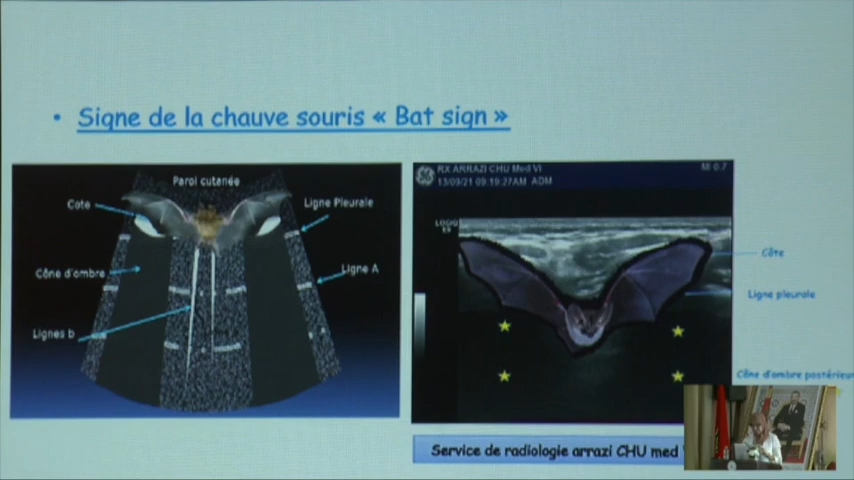 • Signe de la chauve souris « Bat sign »
Paroi cutanée
Cote
Ligne Pleurale
Cône d'ombre
Ligne A
Lignes b
RX ARRAZI CHU Med VI
MI 0.7
13/03/21 09:19:27AM ADM
LOGIQ
Côte
Ligne pleurale
Cône d'ombre postérieur
Service de radiologie arrazi CHU med